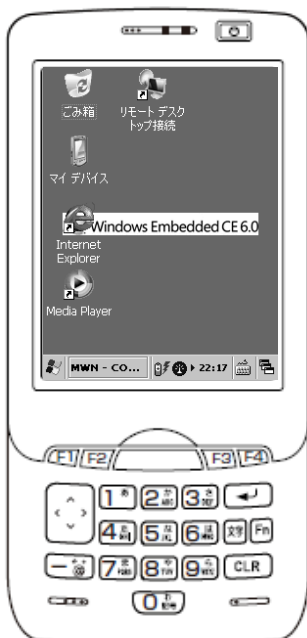 ごみ箱
リモート デスク
トップ接続
マイ デバイス
Windows Embedded CE 6.0
Internet
Explorer
Media Player
MWN - CO... 22:17
F1 F2 F3 F4
1 2 3
4 5 6 文字 Fn
7 8 9 CLR
0